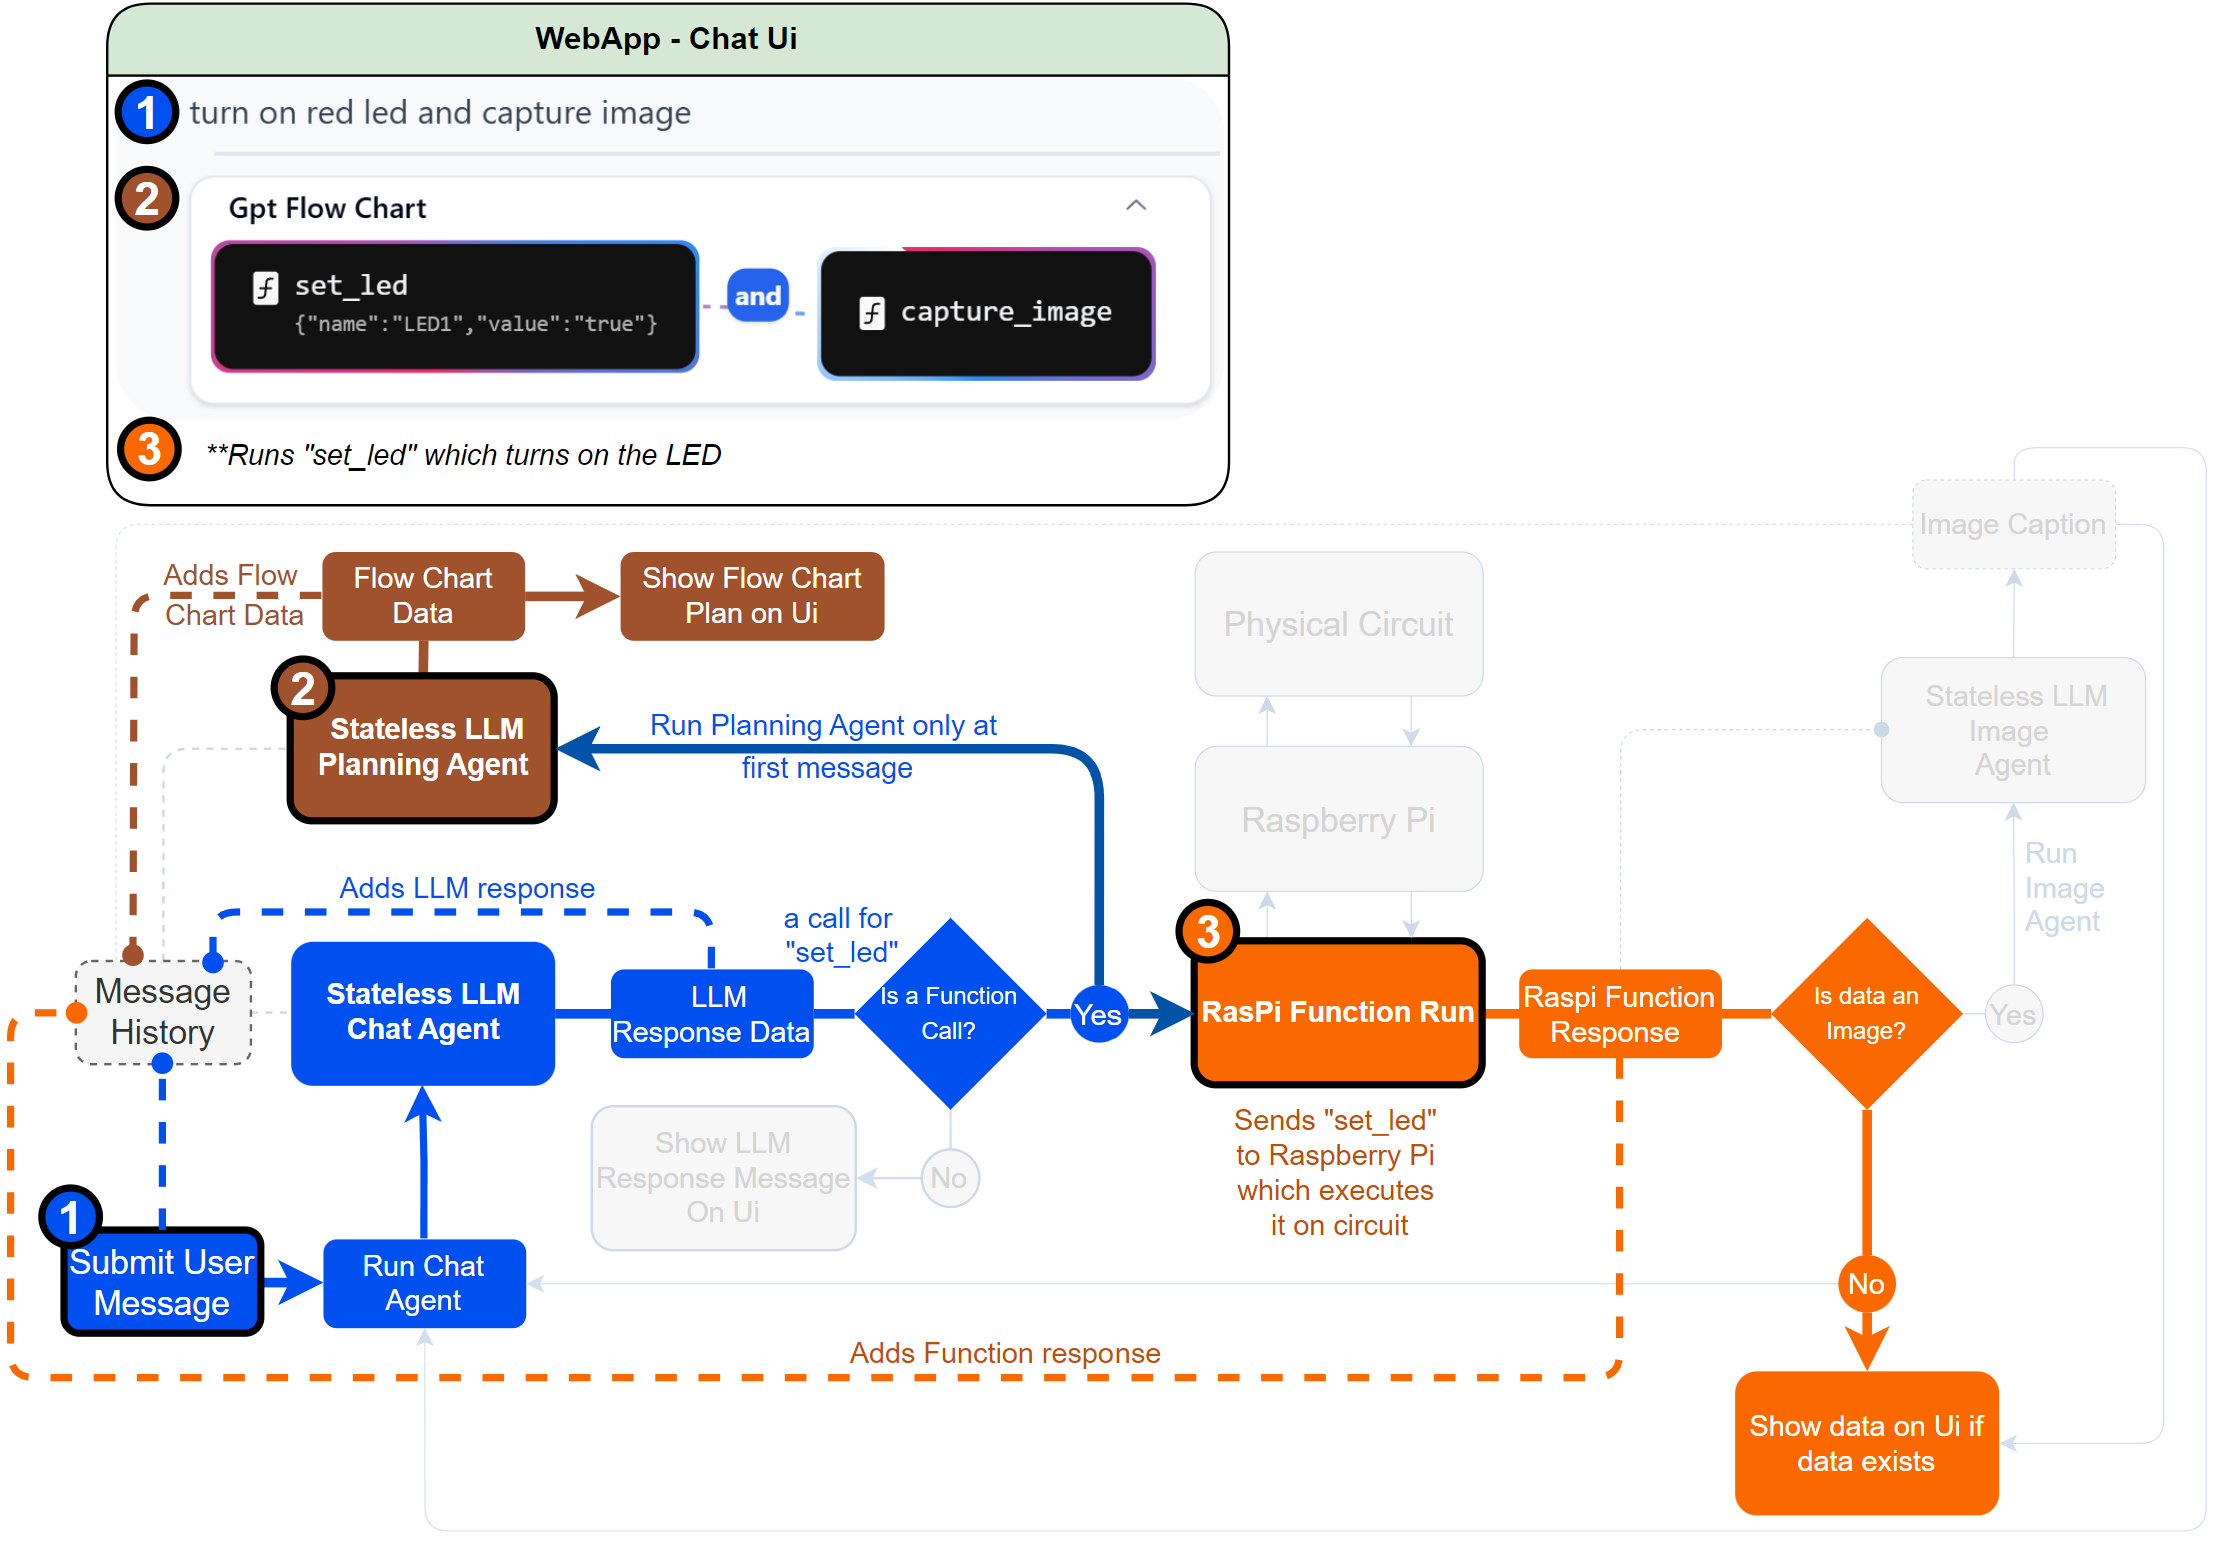 WebApp - Chat Ui
1
turn on red led and capture image
2
Gpt Flow Chart
f set_led
{"name":"LED1","value":"true"}
and
f capture_image
3
**Runs "set_led" which turns on the LED
Image Caption
Adds Flow
Chart Data
Flow Chart
Data
Show Flow Chart
Plan on Ui
Physical Circuit
2
Stateless LLM
Planning Agent
Run Planning Agent only at
first message
Stateless LLM
Image
Agent
Raspberry Pi
Run
Image
Agent
Adds LLM response
a call for
"set_led"
Message
History
Stateless LLM
Chat Agent
LLM
Response Data
Is a Function
Call?
Yes
3
RasPi Function Run
Raspi Function
Response
Is data an
Image?
Yes
Sends "set_led"
to Raspberry Pi
which executes
it on circuit
Show LLM
Response Message
On Ui
No
1
Submit User
Message
Run Chat
Agent
No
Adds Function response
Show data on Ui if
data exists